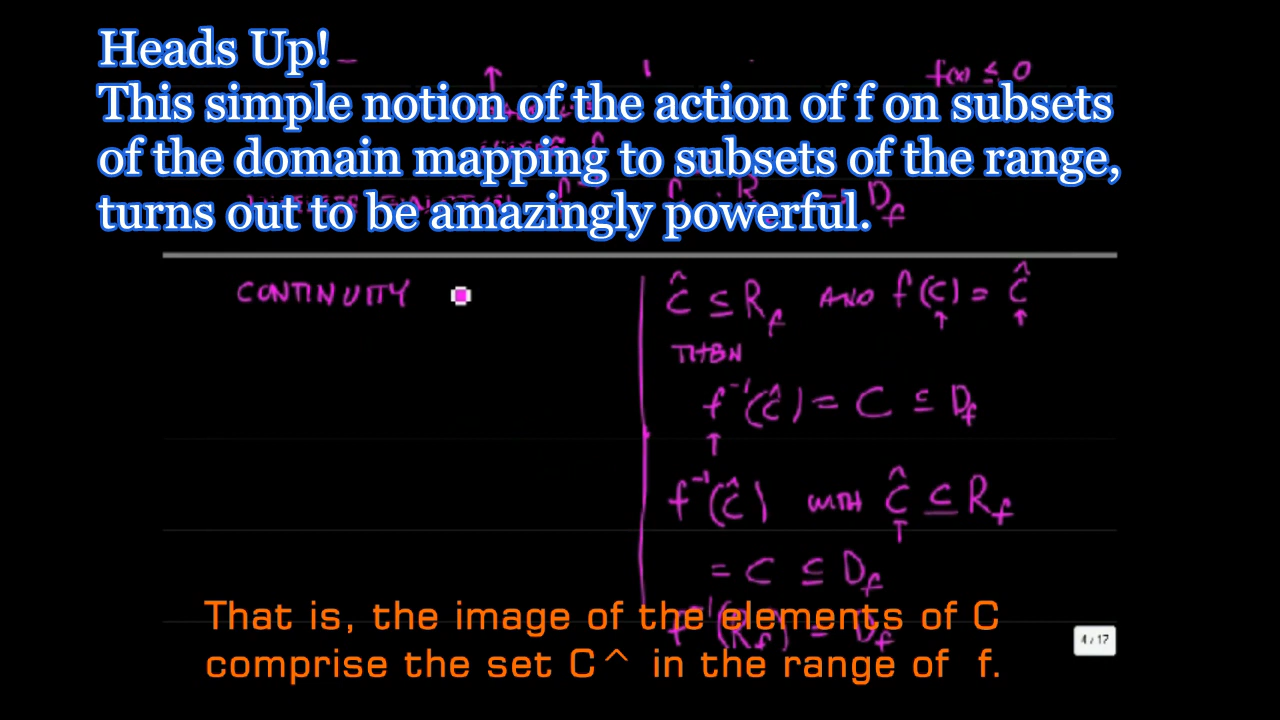 Heads Up!
This simple notion of the action of f on subsets
of the domain mapping to subsets of the range,
turns out to be amazingly powerful.
f(x) ≤ 0
D_f
CONTINUITY
Ĉ ⊆ R_f AND f(C) = Ĉ
THEN
f⁻¹(Ĉ) = C ⊆ D_f
f⁻¹(Ĉ) WITH Ĉ ⊆ R_f
= C ⊆ D_f
f⁻¹(R_f) = D_f
That is, the image of the elements of C
comprise the set C^ in the range of f.
4 / 17